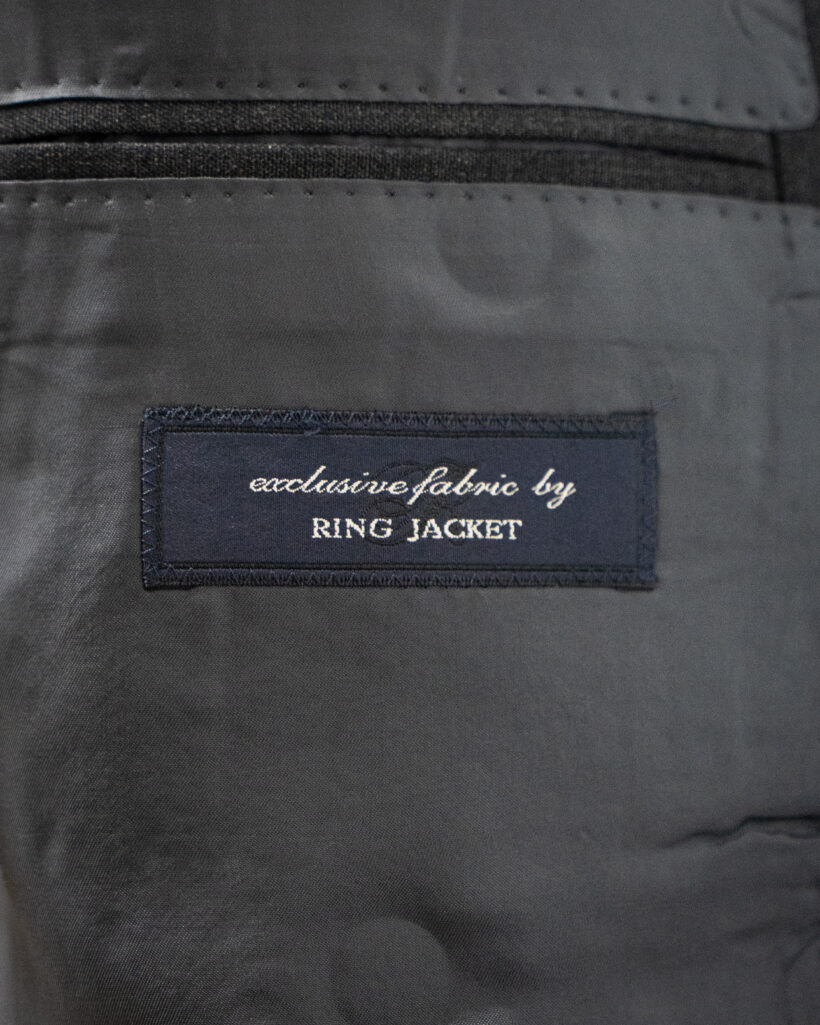 exclusive fabric by
RING JACKET